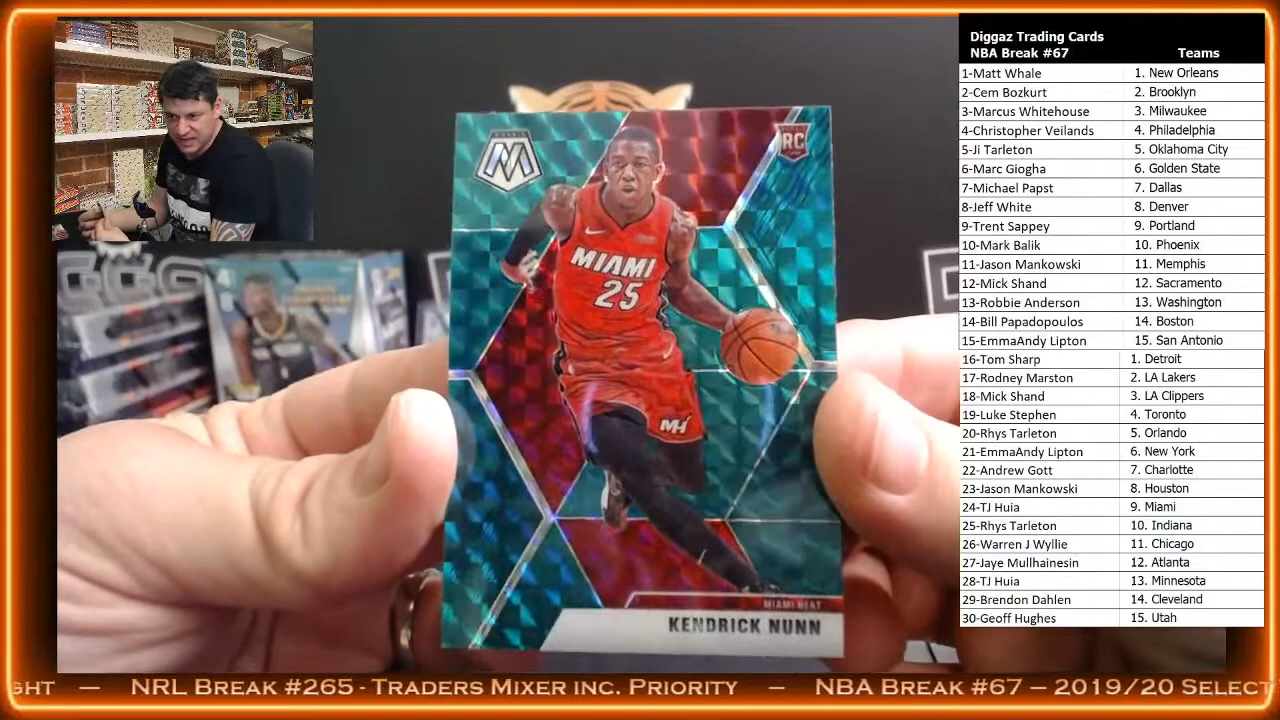 Diggaz Trading Cards
NBA Break #67 Teams
1-Matt Whale 1. New Orleans
2-Cem Bozkurt 2. Brooklyn
3-Marcus Whitehouse 3. Milwaukee
4-Christopher Veilands 4. Philadelphia
5-Ji Tarleton 5. Oklahoma City
6-Marc Giogha 6. Golden State
7-Michael Papst 7. Dallas
8-Jeff White 8. Denver
9-Trent Sappey 9. Portland
10-Mark Balik 10. Phoenix
11-Jason Mankowski 11. Memphis
12-Mick Shand 12. Sacramento
13-Robbie Anderson 13. Washington
14-Bill Papadopoulos 14. Boston
15-EmmaAndy Lipton 15. San Antonio
16-Tom Sharp 1. Detroit
17-Rodney Marston 2. LA Lakers
18-Mick Shand 3. LA Clippers
19-Luke Stephen 4. Toronto
20-Rhys Tarleton 5. Orlando
21-EmmaAndy Lipton 6. New York
22-Andrew Gott 7. Charlotte
23-Jason Mankowski 8. Houston
24-TJ Huia 9. Miami
25-Rhys Tarleton 10. Indiana
26-Warren J Wyllie 11. Chicago
27-Jaye Mullhainesin 12. Atlanta
28-TJ Huia 13. Minnesota
29-Brendon Dahlen 14. Cleveland
30-Geoff Hughes 15. Utah
MOSAIC
M
RC
MIAMI
25
MH
MIAMI HEAT
KENDRICK NUNN
GHT — NRL Break #265 - Traders Mixer inc. Priority — NBA Break #67 – 2019/20 Select